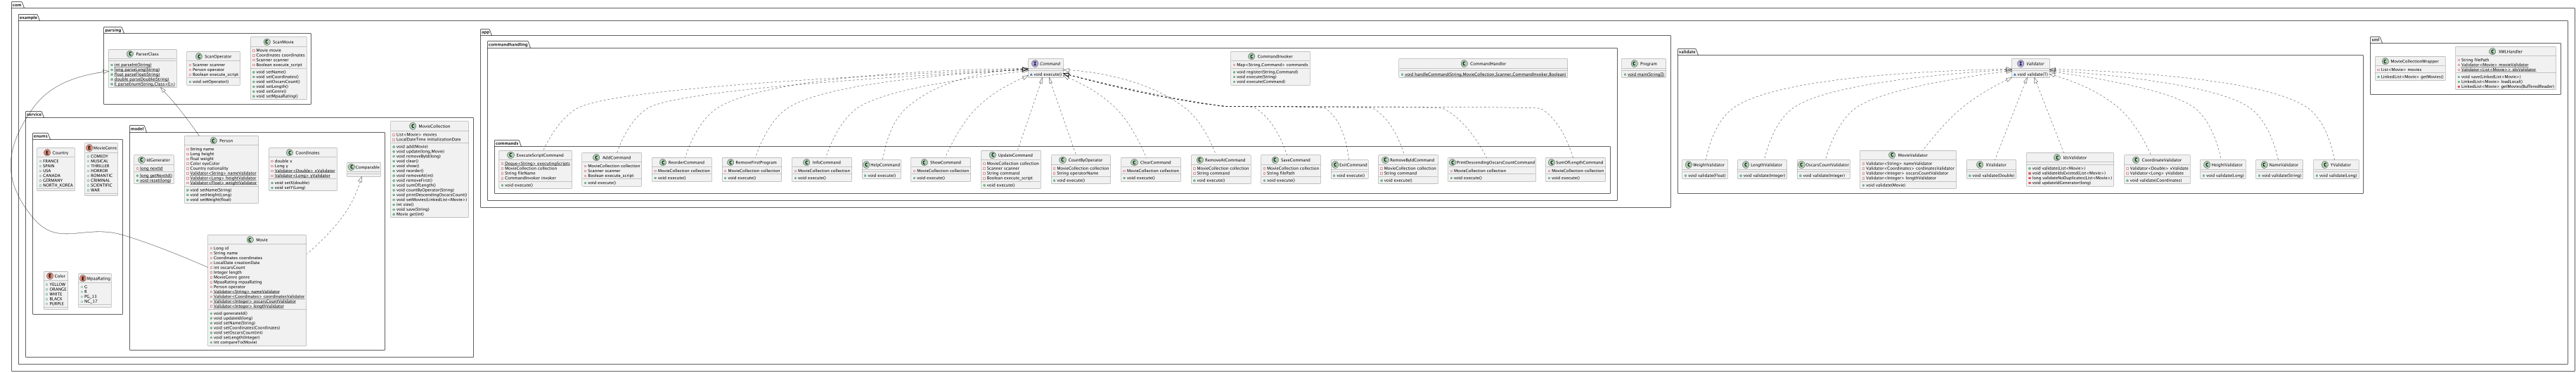 com
example
parsing
ParserClass
int parseInt(String)
long parseLong(String)
float parseFloat(String)
double parseDouble(String)
E parseEnum(String,Class<E>)
ScanOperator
Scanner scanner
Person operator
Boolean execute_script
void setOperator()
ScanMovie
Movie movie
Coordinates coordinates
Scanner scanner
Boolean execute_script
void setName()
void setCoordinates()
void setOscarsCount()
void setLength()
void setGenre()
void setMpaaRating()
service
enums
Country
FRANCE
SPAIN
USA
CANADA
GERMANY
NORTH_KOREA
MovieGenre
COMEDY
MUSICAL
THRILLER
HORROR
ROMANTIC
CRIMINAL
SCIENTIFIC
WAR
Color
YELLOW
ORANGE
WHITE
BLACK
PURPLE
MpaaRating
G
R
PG_13
NC_17
model
IdGenerator
long nextId
long getNextId()
void reset(long)
Person
String name
Long height
float weight
Color eyeColor
Country nationality
Validator<String> nameValidator
Validator<Long> heightValidator
Validator<Float> weightValidator
void setName(String)
void setHeight(Long)
void setWeight(float)
Coordinates
double x
Long y
Validator<Double> xValidator
Validator<Long> yValidator
void setX(double)
void setY(Long)
Comparable
Movie
Long id
String name
Coordinates coordinates
LocalDate creationDate
int oscarsCount
Integer length
MovieGenre genre
MpaaRating mpaaRating
Person operator
Validator<String> nameValidator
Validator<Coordinates> coordinatesValidator
Validator<Integer> oscarsCountValidator
Validator<Integer> lengthValidator
void generateId()
void updateId(long)
void setName(String)
void setCoordinates(Coordinates)
void setOscarsCount(int)
void setLength(Integer)
int compareTo(Movie)
MovieCollection
List<Movie> movies
LocalDateTime initializationDate
void add(Movie)
void update(long,Movie)
void removeById(long)
void clear()
void show()
void reorder()
void removeAt(int)
void removeFirst()
void sumOfLength()
void countByOperator(String)
void printDescendingOscarsCount()
void setMovies(LinkedList<Movie>)
int size()
void save(String)
Movie get(int)
app
commandhandling
Command
void execute()
CommandInvoker
Map<String,Command> commands
void register(String,Command)
void execute(String)
void execute(Command)
CommandHandler
void handleCommand(String,MovieCollection,Scanner,CommandInvoker,Boolean)
Program
void main(String[])
commands
ExecuteScriptCommand
Deque<String> executingScripts
MovieCollection collection
String fileName
CommandInvoker invoker
void execute()
AddCommand
MovieCollection collection
Scanner scanner
Boolean execute_script
void execute()
ReorderCommand
MovieCollection collection
void execute()
RemoveFirstProgram
MovieCollection collection
void execute()
InfoCommand
MovieCollection collection
void execute()
HelpCommand
void execute()
ShowCommand
MovieCollection collection
void execute()
UpdateCommand
MovieCollection collection
Scanner scanner
String command
Boolean execute_script
void execute()
CountByOperator
MovieCollection collection
String operatorName
void execute()
ClearCommand
MovieCollection collection
void execute()
RemoveAtCommand
MovieCollection collection
String command
void execute()
SaveCommand
MovieCollection collection
String filePath
void execute()
ExitCommand
void execute()
RemoveByIdCommand
MovieCollection collection
String command
void execute()
PrintDescendingOscarsCountCommand
MovieCollection collection
void execute()
SumOfLengthCommand
MovieCollection collection
void execute()
validate
Validator
void validate(T)
WeightValidator
void validate(Float)
LengthValidator
void validate(Integer)
OscarsCountValidator
void validate(Integer)
MovieValidator
Validator<String> nameValidator
Validator<Coordinates> cordinateValidator
Validator<Integer> oscarsCountValidator
Validator<Integer> lengthValidator
void validate(Movie)
XValidator
void validate(Double)
IdsValidator
void validate(List<Movie>)
void validateIdsExists(List<Movie>)
long validateNoDuplicates(List<Movie>)
void updateIdGenerator(long)
CoordinateValidator
Validator<Double> xValidate
Validator<Long> yValidate
void validate(Coordinates)
HeightValidator
void validate(Long)
NameValidator
void validate(String)
YValidator
void validate(Long)
xml
MovieCollectionWrapper
List<Movie> movies
LinkedList<Movie> getMovies()
XMLHandler
String filePath
Validator<Movie> movieValidator
Validator<List<Movie>> idsValidator
void save(LinkedList<Movie>)
LinkedList<Movie> loadLocal()
LinkedList<Movie> getMovies(BufferedReader)